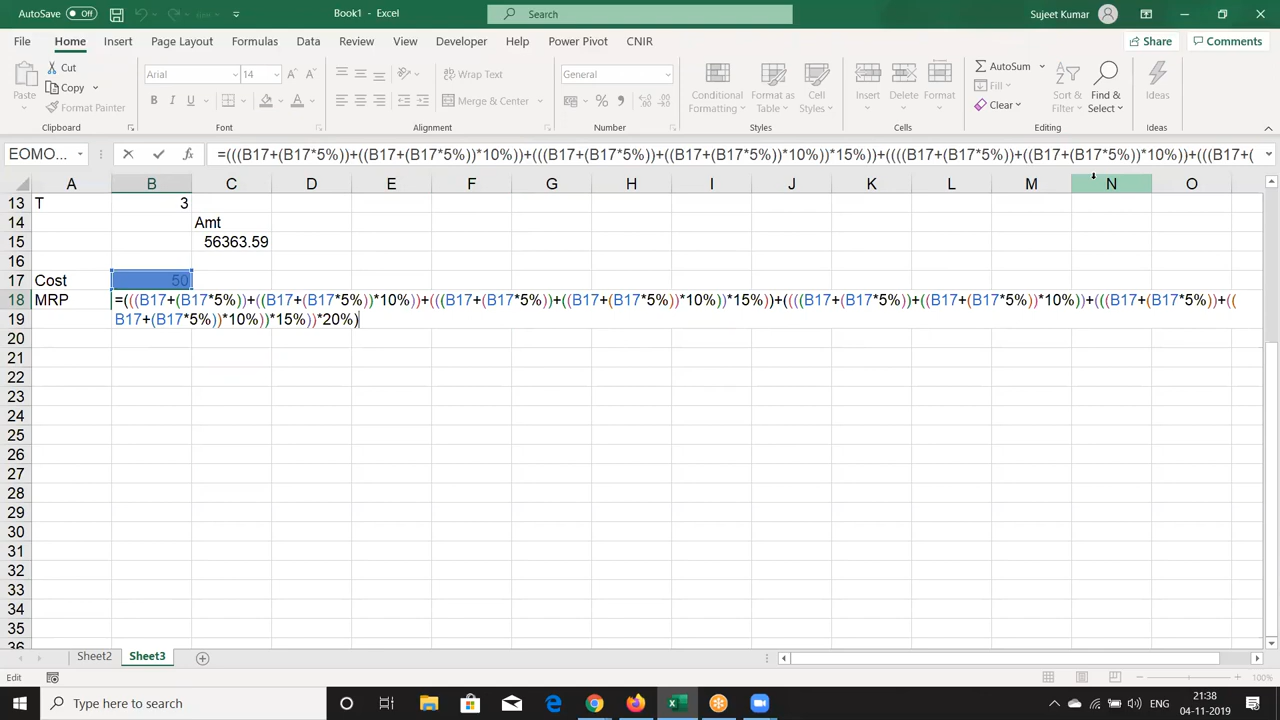 AutoSave Off Book1 - Excel Search Sujeet Kumar
File Home Insert Page Layout Formulas Data Review View Developer Help Power Pivot CNIR Share Comments
Cut Arial 14 Wrap Text General AutoSum
Copy Fill
Paste Format Painter B I U Merge & Center Conditional Formatting Format as Table Cell Styles Insert Delete Format Clear Sort & Filter Find & Select Ideas
Clipboard Font Alignment Number Styles Cells Editing Ideas
EOMO... fx =(((B17+(B17*5%))+((B17+(B17*5%))*10%))+(((B17+(B17*5%))+((B17+(B17*5%))*10%))*15%))+((((B17+(B17*5%))+((B17+(B17*5%))*10%))+(((B17+(
A B C D E F G H I J K L M N O
13 T 3
14 Amt
15 56363.59
16
17 Cost 50
18 MRP =(((B17+(B17*5%))+((B17+(B17*5%))*10%))+(((B17+(B17*5%))+((B17+(B17*5%))*10%))*15%))+((((B17+(B17*5%))+((B17+(B17*5%))*10%))+(((B17+(B17*5%))+((
19 B17+(B17*5%))*10%))*15%))*20%)
20
21
22
23
24
25
26
27
28
29
30
31
32
33
34
35
36
Sheet2 Sheet3
Edit 100%
Type here to search ENG 21:38
04-11-2019